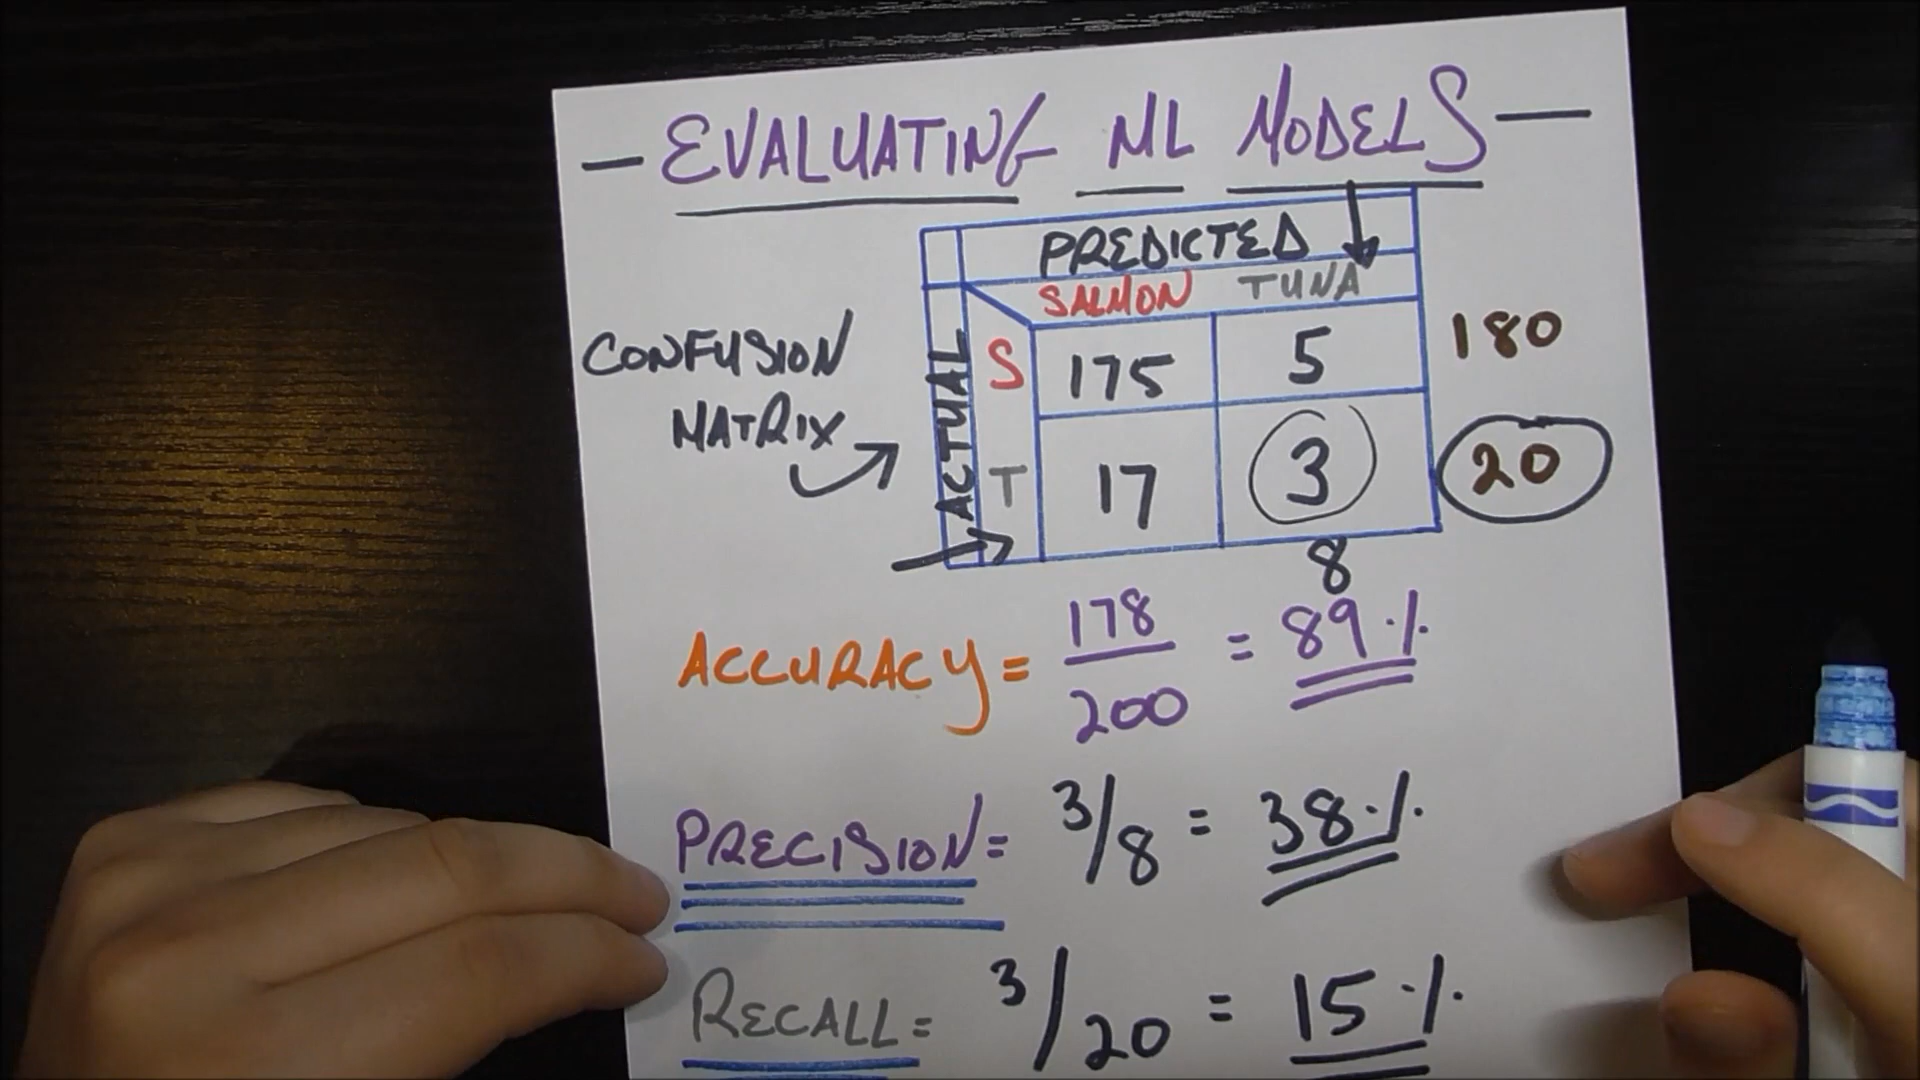 — EVALUATING ML MODELS —
PREDICTED
SALMON TUNA
CONFUSION
MATRIX
ACTUAL
S 175 5 180
T 17 3 20
8
ACCURACY = 178/200 = 89%
PRECISION = 3/8 = 38%
RECALL = 3/20 = 15%